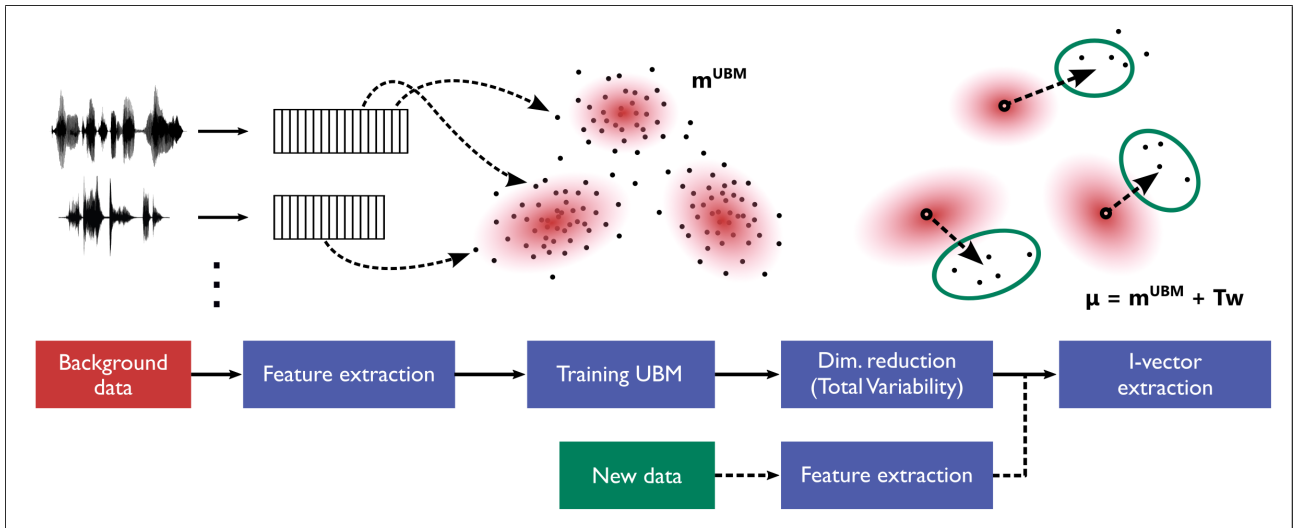 m^UBM
μ = m^UBM + Tw
Background
data
Feature extraction
Training UBM
Dim. reduction
(Total Variability)
I-vector
extraction
New data
Feature extraction